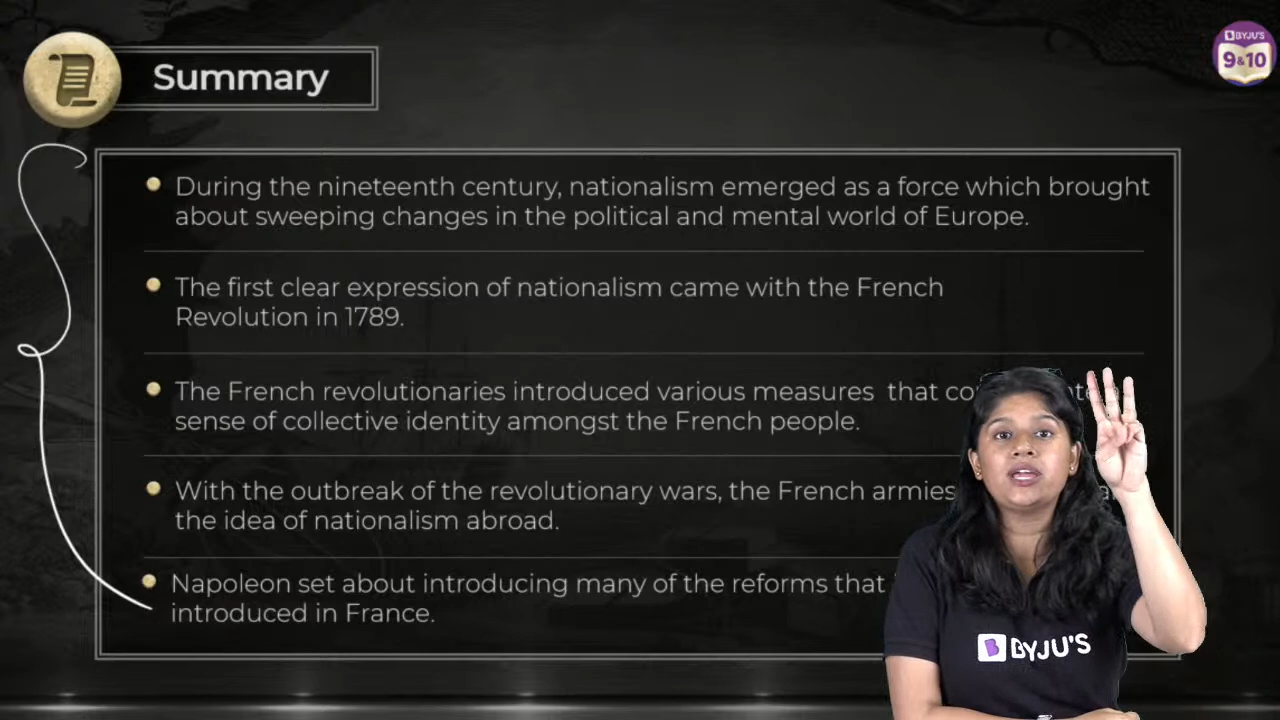 Summary
BYJU'S
9&10
During the nineteenth century, nationalism emerged as a force which brought
about sweeping changes in the political and mental world of Europe.
The first clear expression of nationalism came with the French
Revolution in 1789.
The French revolutionaries introduced various measures that
sense of collective identity amongst the French people.
With the outbreak of the revolutionary wars, the French armies
the idea of nationalism abroad.
Napoleon set about introducing many of the reforms that
introduced in France.
BYJU'S